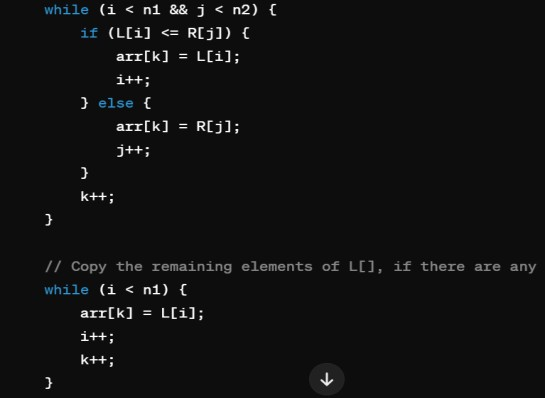 while (i < n1 && j < n2) {
if (L[i] <= R[j]) {
arr[k] = L[i];
i++;
} else {
arr[k] = R[j];
j++;
}
k++;
}
// Copy the remaining elements of L[], if there are any
while (i < n1) {
arr[k] = L[i];
i++;
k++;
}